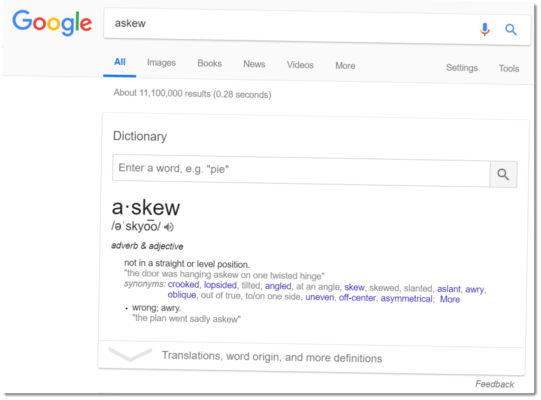 Google
askew
All Images Books News Videos More Settings Tools
About 11,100,000 results (0.28 seconds)
Dictionary
Enter a word, e.g. "pie"
a·skew
/əˈskyo͞o/
adverb & adjective
not in a straight or level position.
"the door was hanging askew on one twisted hinge"
synonyms: crooked, lopsided, tilted, angled, at an angle, skew, skewed, slanted, aslant, awry,
oblique, out of true, to/on one side, uneven, off-center, asymmetrical; More
• wrong; awry.
"the plan went sadly askew"
Translations, word origin, and more definitions
Feedback